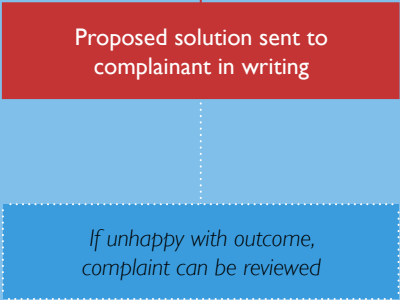 Proposed solution sent to
complainant in writing
If unhappy with outcome,
complaint can be reviewed